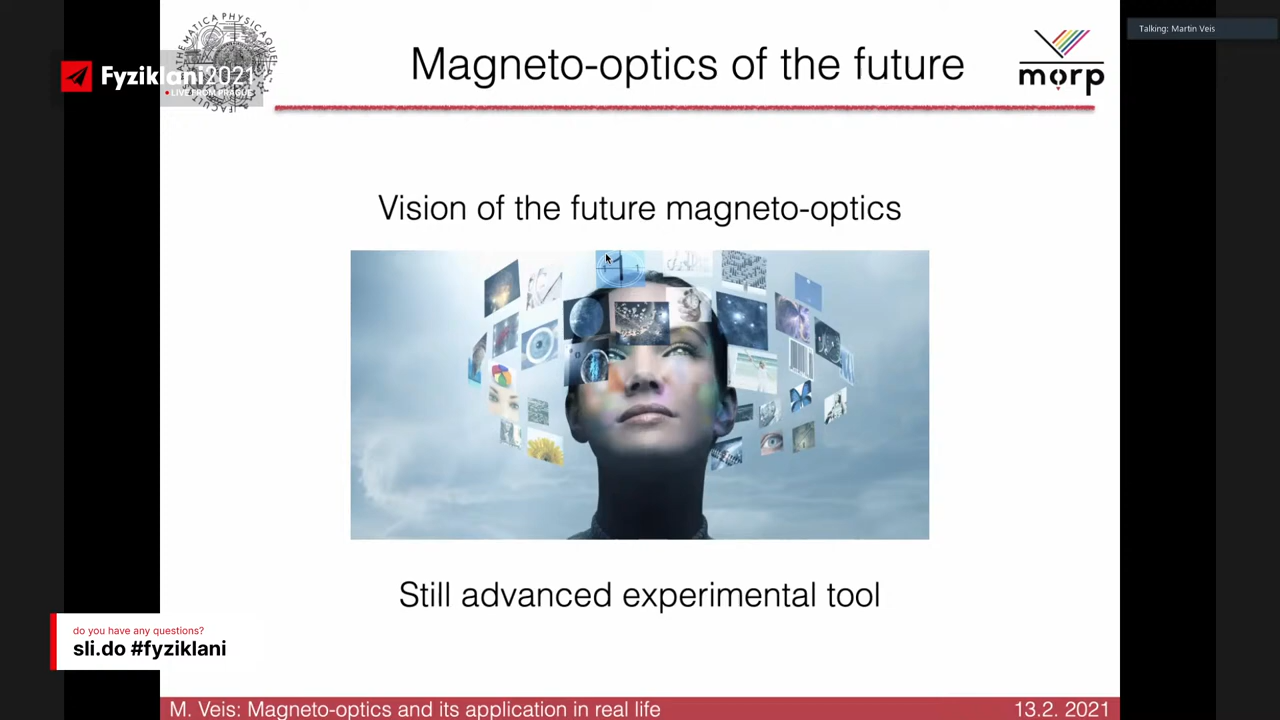 Talking: Martin Veis
Magneto-optics of the future
morp
Fyziklani2021
LIVE FROM PRAGUE
Vision of the future magneto-optics
Still advanced experimental tool
do you have any questions?
sli.do #fyziklani
M. Veis: Magneto-optics and its application in real life
13.2. 2021